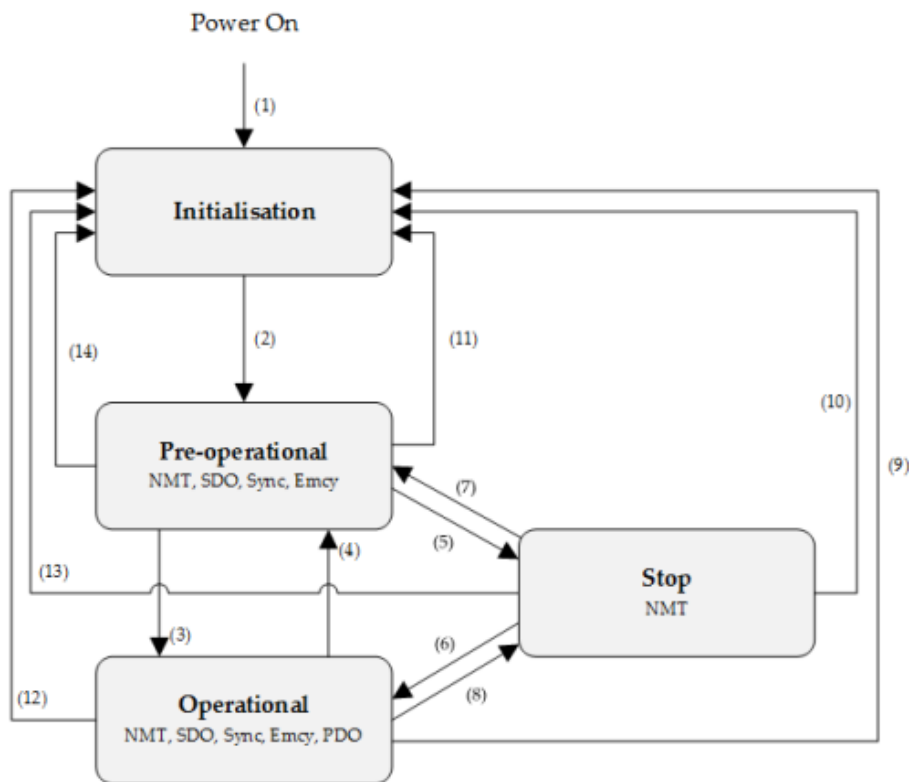 Power On
(1)
Initialisation
(2)
(11)
(14)
(10)
Pre-operational
NMT, SDO, Sync, Emcy
(9)
(7)
(5)
(4)
(13)
Stop
NMT
(3)
(6)
(8)
(12)
Operational
NMT, SDO, Sync, Emcy, PDO